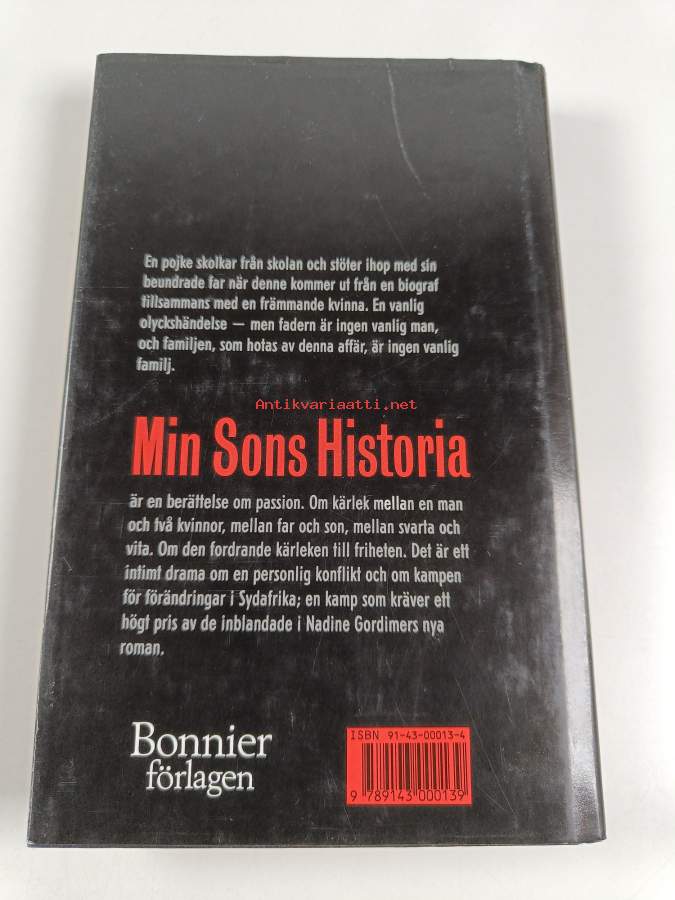 En pojke skolkar från skolan och stöter ihop med sin
beundrade far när denne kommer ut från en biograf
tillsammans med en främmande kvinna. En vanlig
olyckshändelse — men fadern är ingen vanlig man,
och familjen, som hotas av denna affär, är ingen vanlig
familj.
Antikvariaatti.net
Min Sons Historia
är en berättelse om passion. Om kärlek mellan en man
och två kvinnor, mellan far och son, mellan svarta och
vita. Om den fordrande kärleken till friheten. Det är ett
intimt drama om en personlig konflikt och om kampen
för förändringar i Sydafrika; en kamp som kräver ett
högt pris av de inblandade i Nadine Gordimers nya
roman.
Bonnier
förlagen
ISBN 91-43-00013-4
9 789143 000139